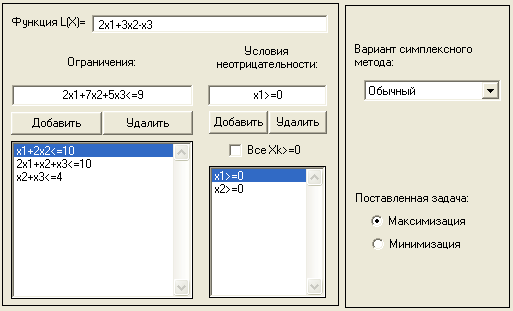 Функция L(X)=
2x1+3x2-x3
Ограничения:
Условия
неотрицательности:
2x1+7x2+5x3<=9
x1>=0
Добавить
Удалить
Добавить
Удалить
Все Xk>=0
x1+2x2<=10
2x1+x2+x3<=10
x2+x3<=4
x1>=0
x2>=0
Вариант симплексного
метода:
Обычный
Поставленная задача:
Максимизация
Минимизация